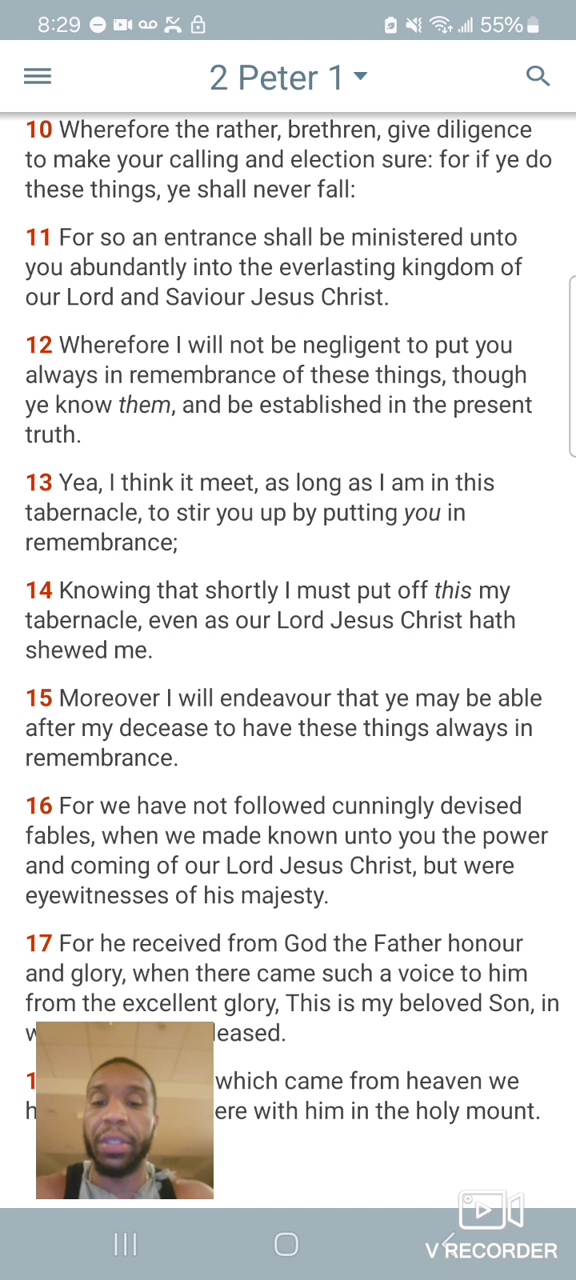 8:29
55%
2 Peter 1
10 Wherefore the rather, brethren, give diligence
to make your calling and election sure: for if ye do
these things, ye shall never fall:
11 For so an entrance shall be ministered unto
you abundantly into the everlasting kingdom of
our Lord and Saviour Jesus Christ.
12 Wherefore I will not be negligent to put you
always in remembrance of these things, though
ye know them, and be established in the present
truth.
13 Yea, I think it meet, as long as I am in this
tabernacle, to stir you up by putting you in
remembrance;
14 Knowing that shortly I must put off this my
tabernacle, even as our Lord Jesus Christ hath
shewed me.
15 Moreover I will endeavour that ye may be able
after my decease to have these things always in
remembrance.
16 For we have not followed cunningly devised
fables, when we made known unto you the power
and coming of our Lord Jesus Christ, but were
eyewitnesses of his majesty.
17 For he received from God the Father honour
and glory, when there came such a voice to him
from the excellent glory, This is my beloved Son, in
which came from heaven we
with him in the holy mount.
V RECORDER